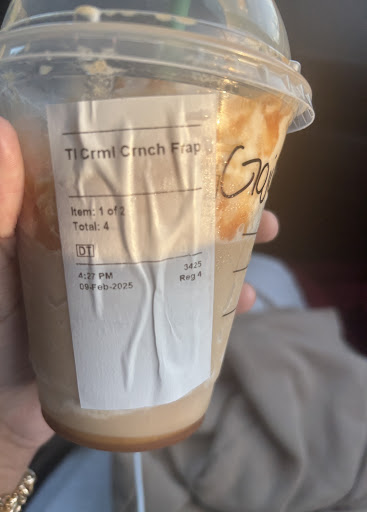 Tl Crml Crnch Frap
Item: 1 of 2
Total: 4
DT
4:27 PM 3425
09-Feb-2025 Reg 4